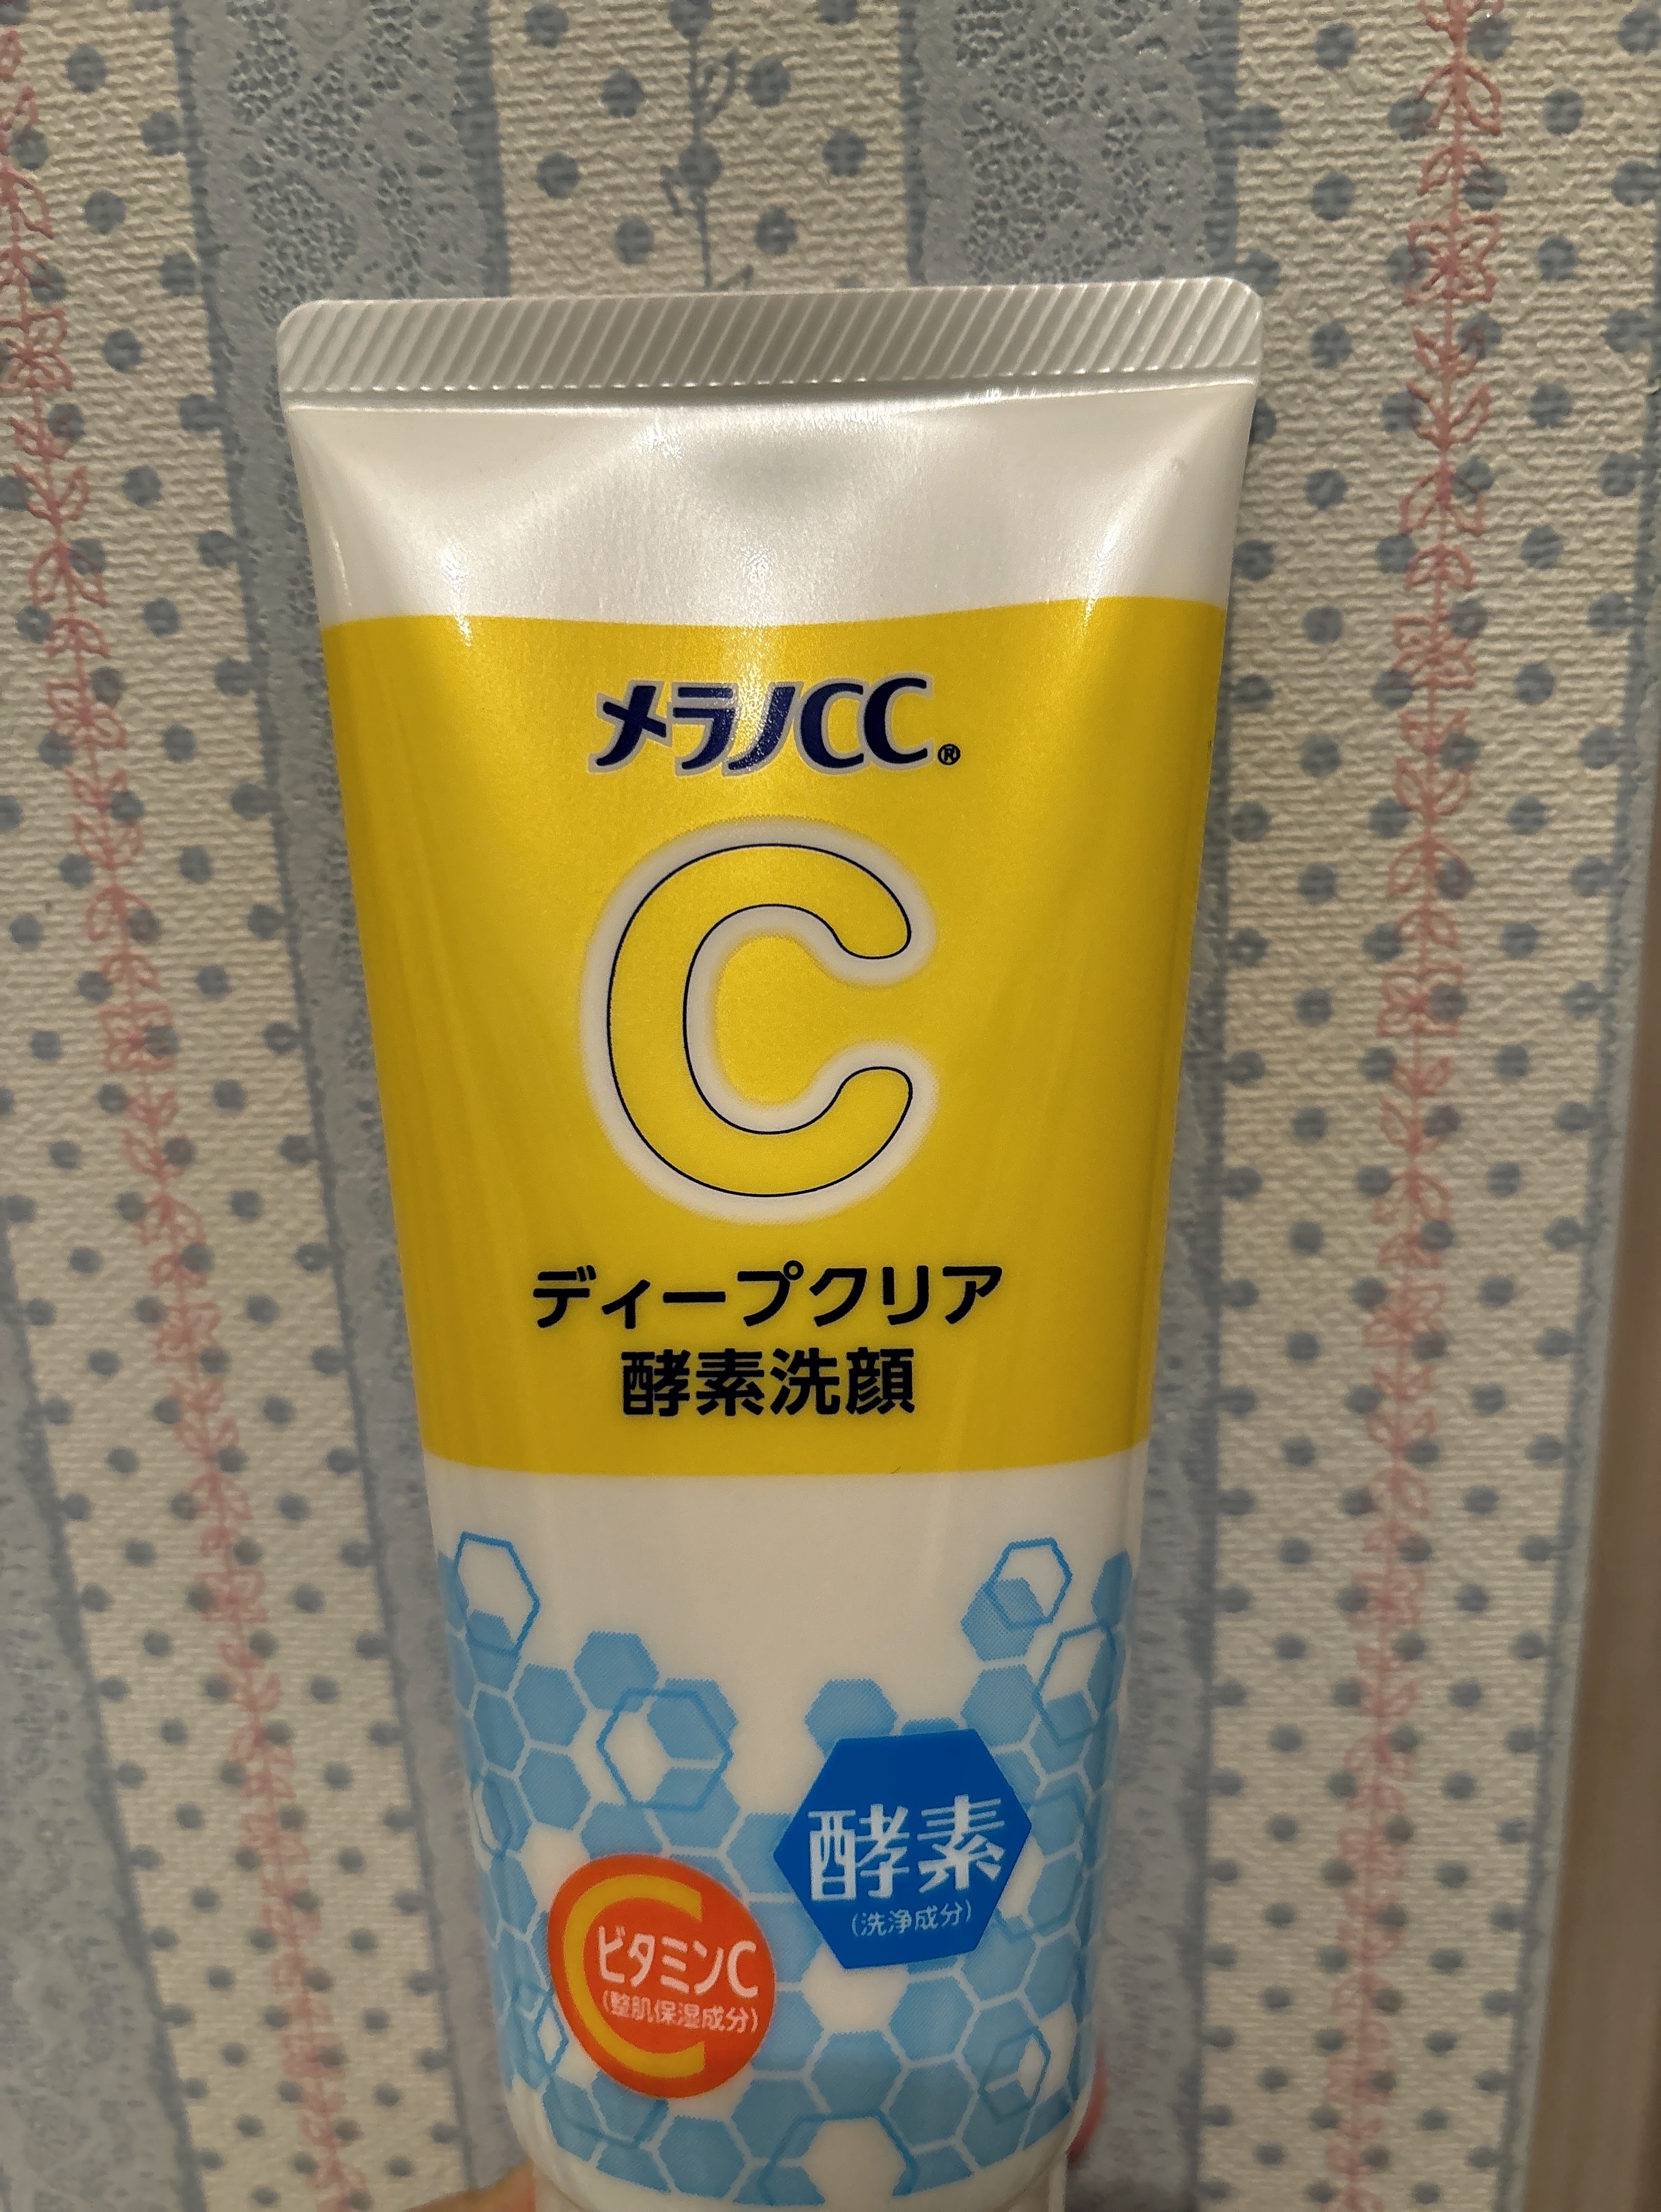 メラノCC®
C
ディープクリア
酵素洗顔
酵素
(洗浄成分)
C
ビタミンC
(整肌保湿成分)